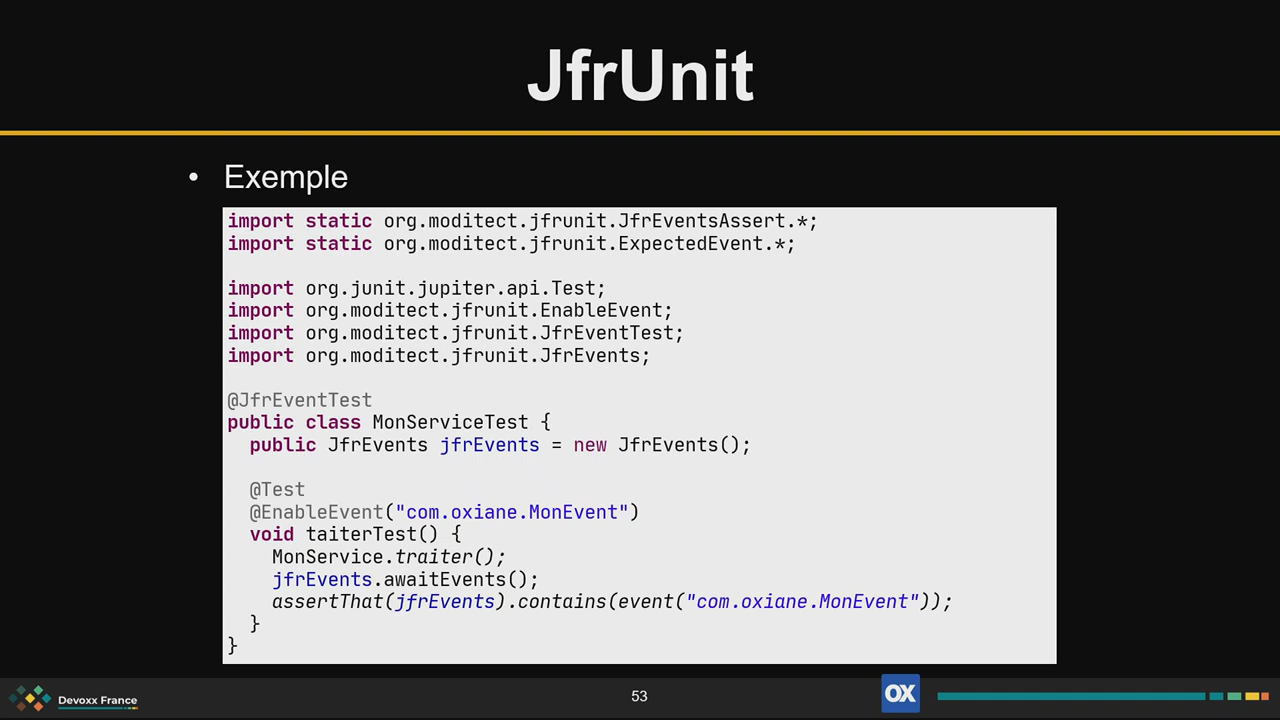 JfrUnit
• Exemple
import static org.moditect.jfrunit.JfrEventsAssert.*;
import static org.moditect.jfrunit.ExpectedEvent.*;
import org.junit.jupiter.api.Test;
import org.moditect.jfrunit.EnableEvent;
import org.moditect.jfrunit.JfrEventTest;
import org.moditect.jfrunit.JfrEvents;
@JfrEventTest
public class MonServiceTest {
  public JfrEvents jfrEvents = new JfrEvents();
  @Test
  @EnableEvent("com.oxiane.MonEvent")
  void taiterTest() {
    MonService.traiter();
    jfrEvents.awaitEvents();
    assertThat(jfrEvents).contains(event("com.oxiane.MonEvent"));
  }
}
Devoxx France
53
OX